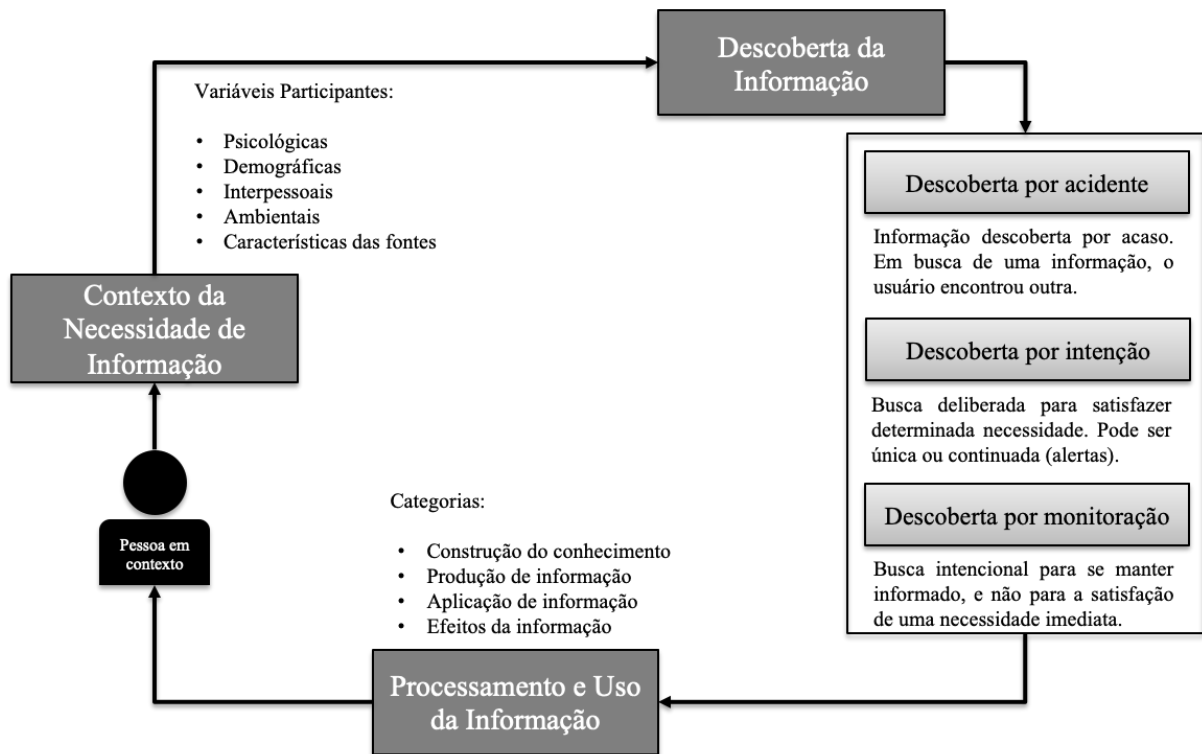 Descoberta da
Informação
Variáveis Participantes:
• Psicológicas
• Demográficas
• Interpessoais
• Ambientais
• Características das fontes
Descoberta por acidente
Informação descoberta por acaso.
Em busca de uma informação, o
usuário encontrou outra.
Contexto da
Necessidade de
Informação
Descoberta por intenção
Busca deliberada para satisfazer
determinada necessidade. Pode ser
única ou continuada (alertas).
Descoberta por monitoração
Busca intencional para se manter
informado, e não para a satisfação
de uma necessidade imediata.
Categorias:
• Construção do conhecimento
• Produção de informação
• Aplicação de informação
• Efeitos da informação
Pessoa em
contexto
Processamento e Uso
da Informação